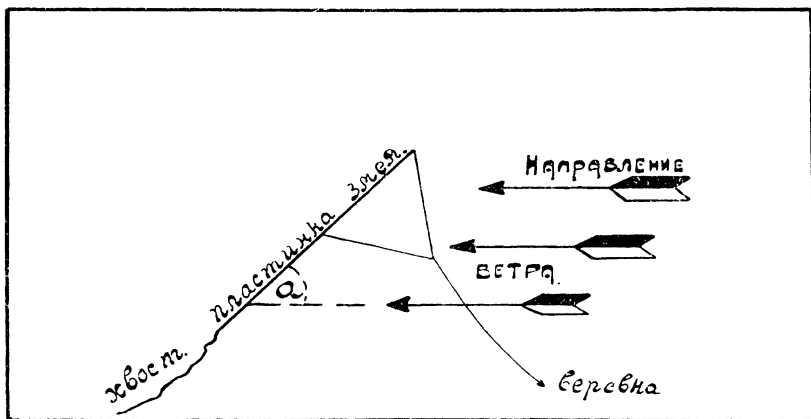 Направление
ветра.
пластинка змея.
a
хвост.
веревка